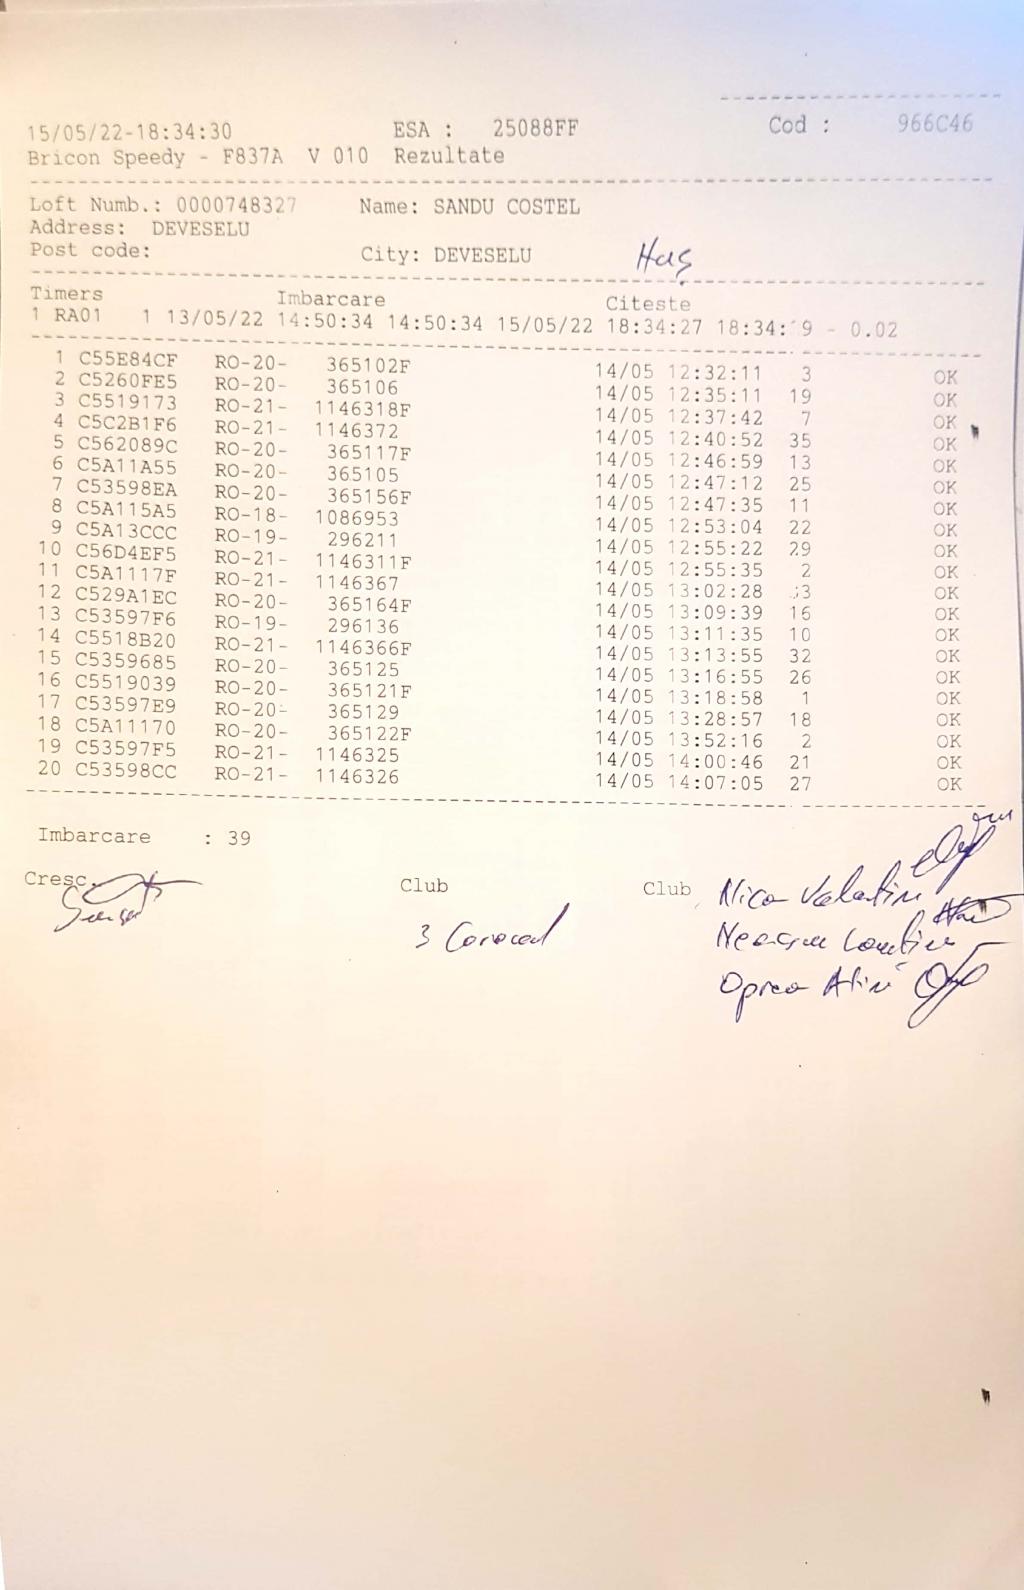 15/05/22-18:34:30 ESA : 25088FF Cod : 966C46
Bricon Speedy - F837A V 010 Rezultate
Loft Numb.: 0000748327 Name: SANDU COSTEL
Address: DEVESELU
Post code: City: DEVESELU
Haș
Timers Imbarcare Citeste
1 RA01 1 13/05/22 14:50:34 14:50:34 15/05/22 18:34:27 18:34: 9 - 0.02
1 C55E84CF RO-20- 365102F 14/05 12:32:11 3 OK
2 C5260FE5 RO-20- 365106 14/05 12:35:11 19 OK
3 C5519173 RO-21- 1146318F 14/05 12:37:42 7 OK
4 C5C2B1F6 RO-21- 1146372 14/05 12:40:52 35 OK
5 C562089C RO-20- 365117F 14/05 12:46:59 13 OK
6 C5A11A55 RO-20- 365105 14/05 12:47:12 25 OK
7 C53598EA RO-20- 365156F 14/05 12:47:35 11 OK
8 C5A115A5 RO-18- 1086953 14/05 12:53:04 22 OK
9 C5A13CCC RO-19- 296211 14/05 12:55:22 29 OK
10 C56D4EF5 RO-21- 1146311F 14/05 12:55:35 2 OK
11 C5A1117F RO-21- 1146367 14/05 13:02:28 3 OK
12 C529A1EC RO-20- 365164F 14/05 13:09:39 16 OK
13 C53597F6 RO-19- 296136 14/05 13:11:35 10 OK
14 C5518B20 RO-21- 1146366F 14/05 13:13:55 32 OK
15 C5359685 RO-20- 365125 14/05 13:16:55 26 OK
16 C5519039 RO-20- 365121F 14/05 13:18:58 1 OK
17 C53597E9 RO-20- 365129 14/05 13:28:57 18 OK
18 C5A11170 RO-20- 365122F 14/05 13:52:16 2 OK
19 C53597F5 RO-21- 1146325 14/05 14:00:46 21 OK
20 C53598CC RO-21- 1146326 14/05 14:07:05 27 OK
Imbarcare : 39
Cresc. Club Club Nica Valentin
3 Caracal
Oprea Alin